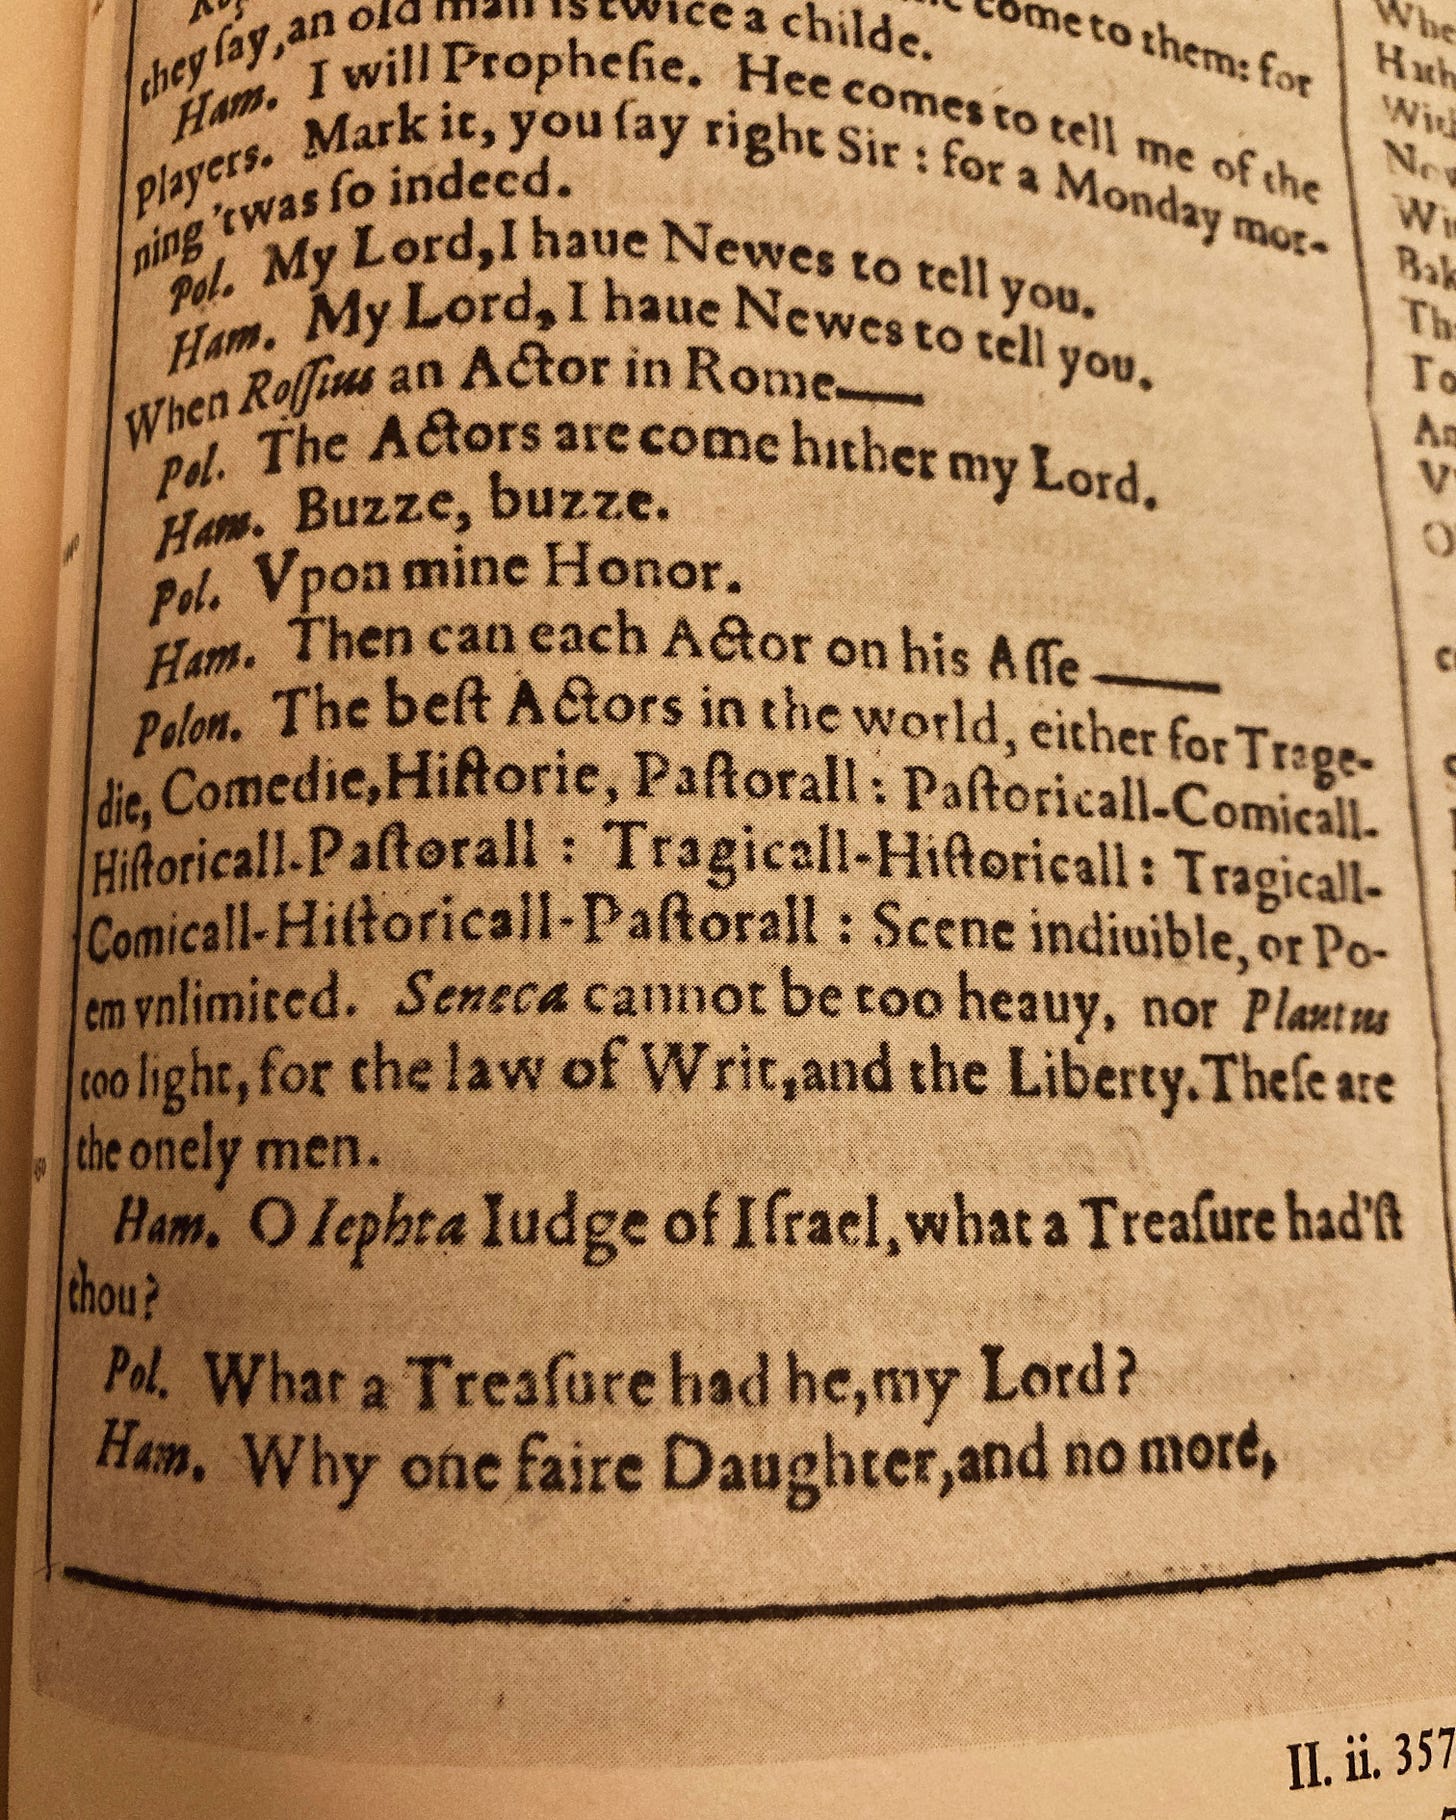 come to them: for
they ſay, an old man is twice a childe.
Ham. I will Propheſie. Hee comes to tell me of the
Players. Mark it, you ſay right Sir : for a Monday mor-
ning 'twas ſo indeed.
Pol. My Lord, I haue Newes to tell you.
Ham. My Lord, I haue Newes to tell you.
When Roſſius an Actor in Rome——
Pol. The Actors are come hither my Lord.
Ham. Buzze, buzze.
Pol. Vpon mine Honor.
Ham. Then can each Actor on his Aſſe——
Polon. The beſt Actors in the world, either for Trage-
die, Comedie, Hiſtorie, Paſtorall : Paſtoricall-Comicall-
Hiſtoricall-Paſtorall : Tragicall-Hiſtoricall : Tragicall-
Comicall-Hiſtoricall-Paſtorall : Scene indiuible, or Po-
em vnlimited. Seneca cannot be too heauy, nor Plautus
too light, for the law of Writ, and the Liberty. Theſe are
the onely men.
Ham. O Iephta Iudge of Iſrael, what a Treaſure had'ſt
thou?
Pol. What a Treaſure had he, my Lord?
Ham. Why one faire Daughter, and no more,
II. ii. 357